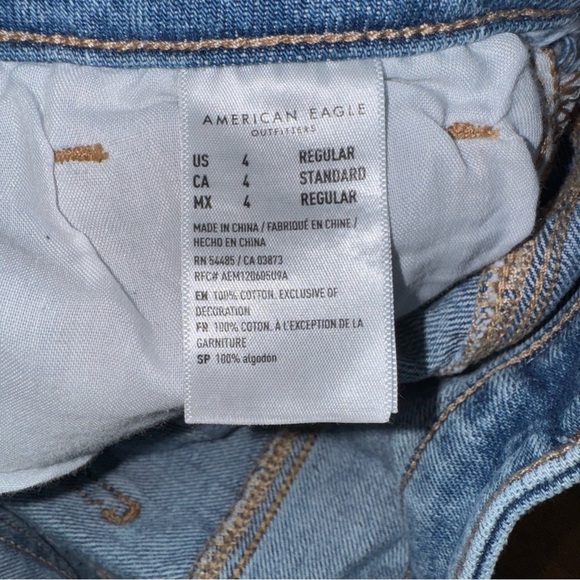 AMERICAN EAGLE
OUTFITTERS
US 4 REGULAR
CA 4 STANDARD
MX 4 REGULAR
MADE IN CHINA / FABRIQUÉ EN CHINE /
HECHO EN CHINA
RN 54485 / CA 03873
RFC# AEM120605U9A
EN 100% COTTON. EXCLUSIVE OF
DECORATION
FR 100% COTON. À L'EXCEPTION DE LA
GARNITURE
SP 100% algodón